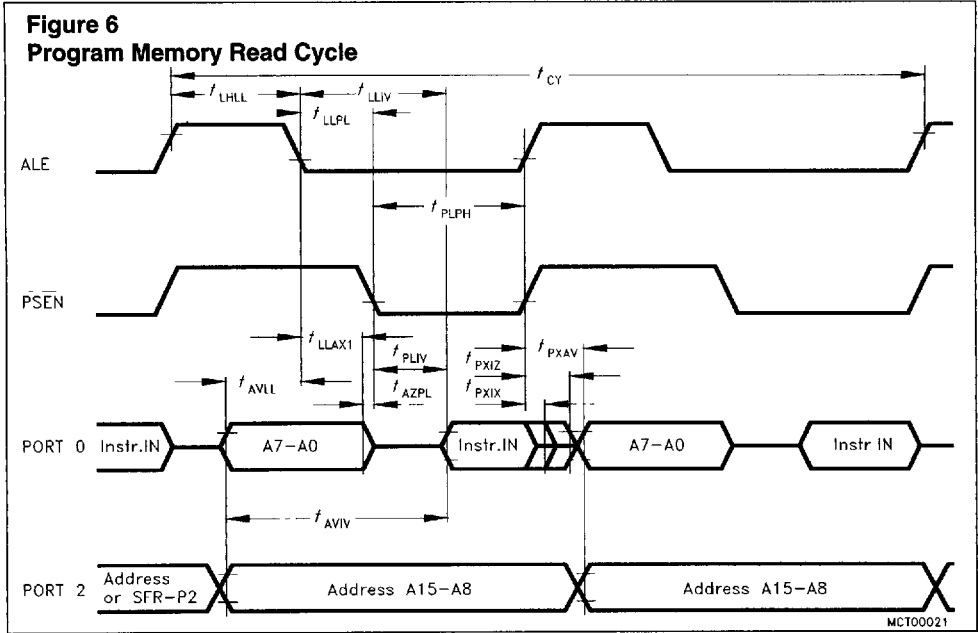 Figure 6
Program Memory Read Cycle
t CY
t LHLL
t LLIV
t LLPL
ALE
t PLPH
PSEN
t LLAX1
t PLIV
t PXIZ
t PXAV
t AVLL
t AZPL
t PXIX
PORT 0
Instr.IN
A7-A0
Instr.IN
A7-A0
Instr IN
t AVIV
PORT 2
Address
or SFR-P2
Address A15-A8
Address A15-A8
MCT00021